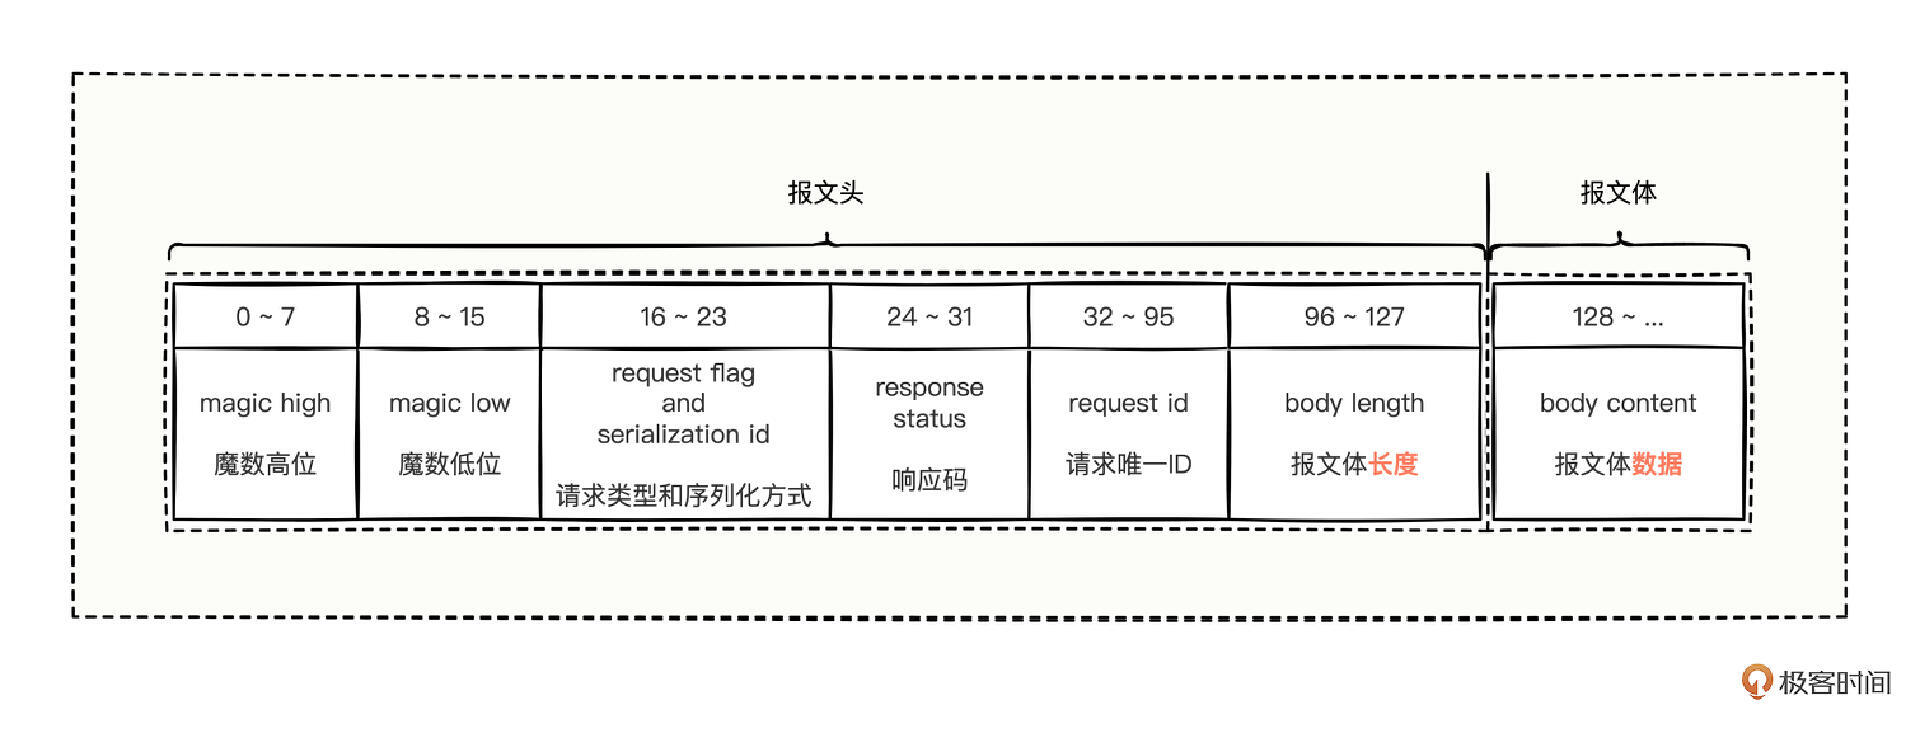 报文头
报文体
0 ~ 7
8 ~ 15
16 ~ 23
24 ~ 31
32 ~ 95
96 ~ 127
128 ~ ...
magic high
魔数高位
magic low
魔数低位
request flag
and
serialization id
请求类型和序列化方式
response
status
响应码
request id
请求唯一ID
body length
报文体长度
body content
报文体数据
极客时间